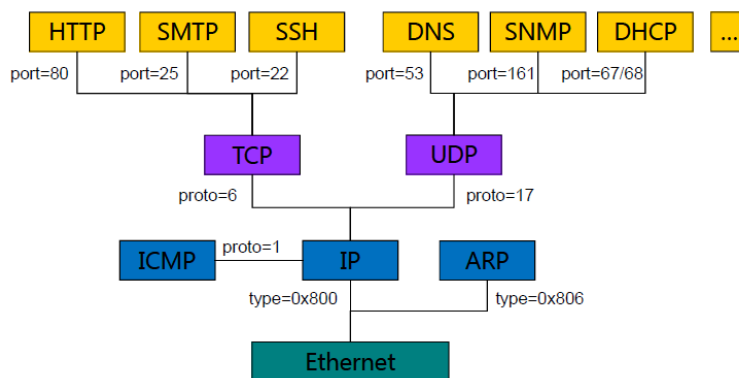 HTTP SMTP SSH DNS SNMP DHCP ...
port=80 port=25 port=22 port=53 port=161 port=67/68
TCP UDP
proto=6 proto=17
ICMP proto=1 IP ARP
type=0x800 type=0x806
Ethernet